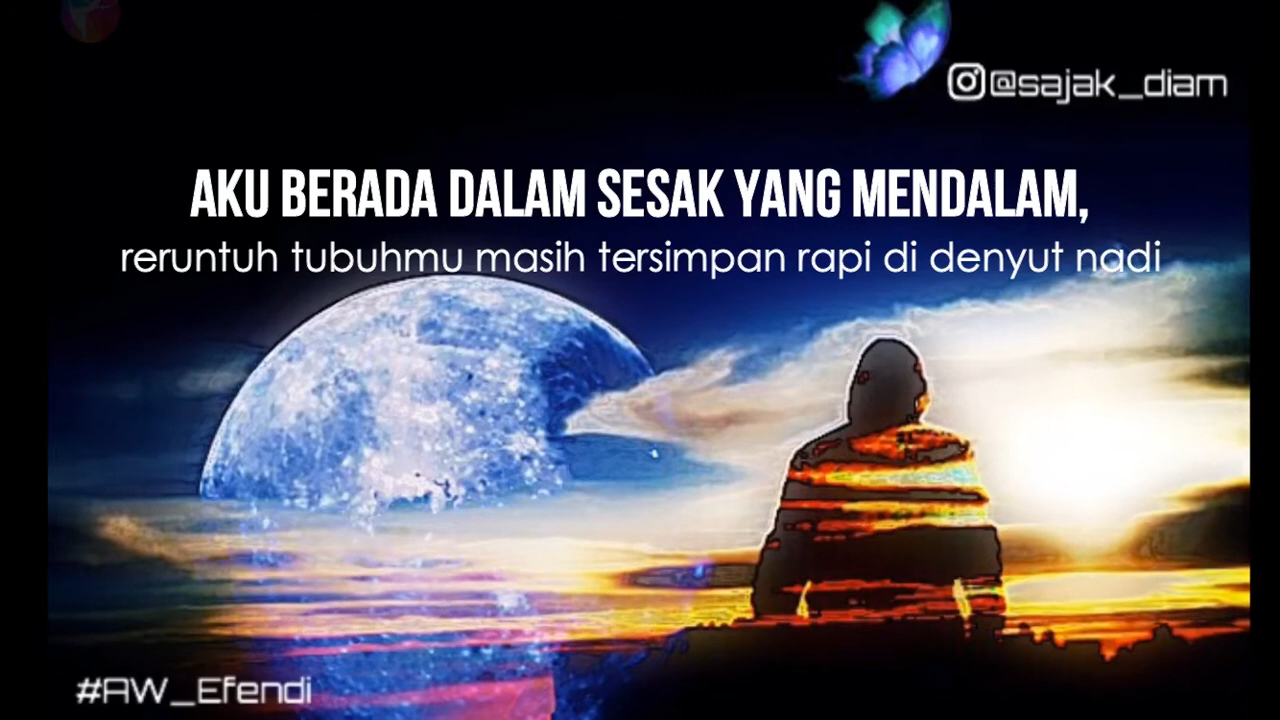 @sajak_diam
AKU BERADA DALAM SESAK YANG MENDALAM,
reruntuh tubuhmu masih tersimpan rapi di denyut nadi
#AW_Efendi